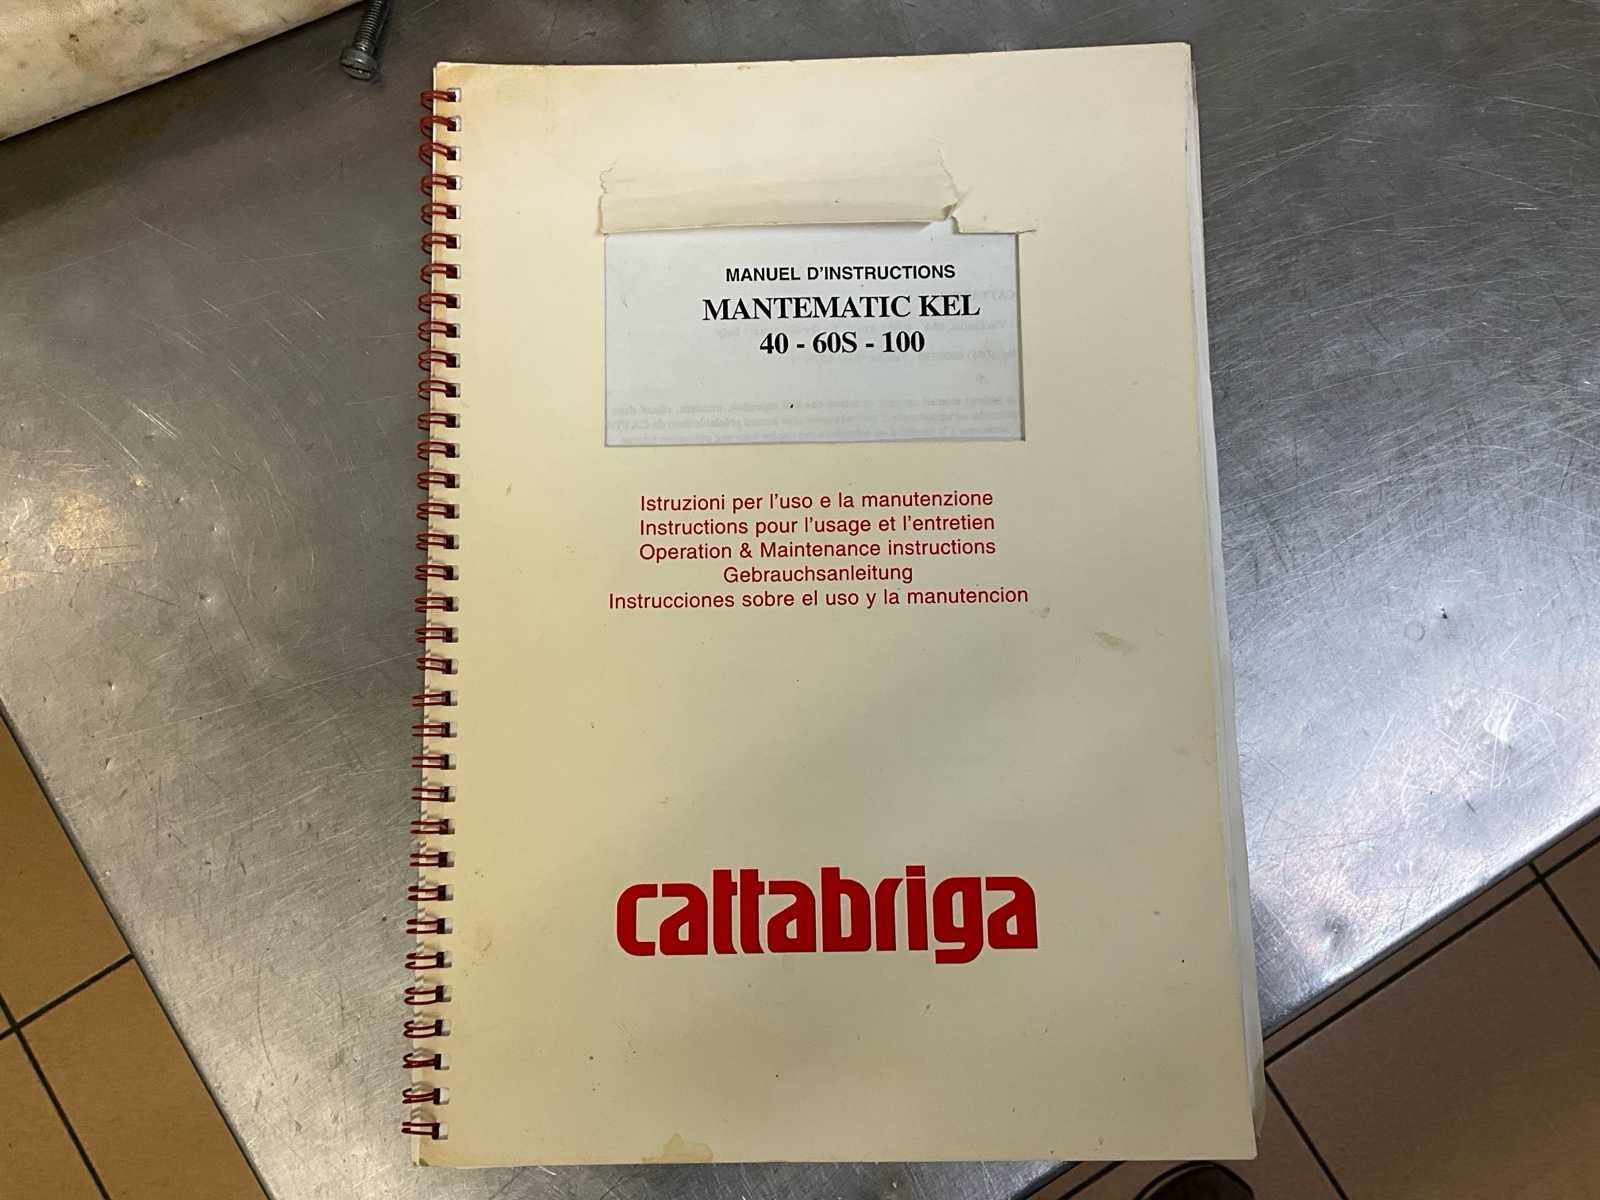 MANUEL D'INSTRUCTIONS
MANTEMATIC KEL
40 - 60S - 100
Istruzioni per l'uso e la manutenzione
Instructions pour l'usage et l'entretien
Operation & Maintenance instructions
Gebrauchsanleitung
Instrucciones sobre el uso y la manutencion
cattabriga